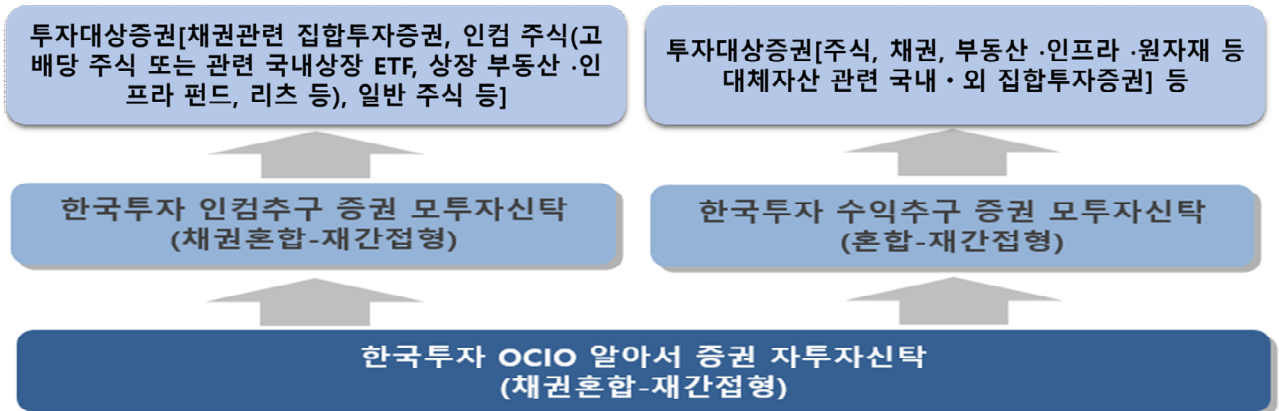 투자대상증권[채권관련 집합투자증권, 인컴 주식(고
배당 주식 또는 관련 국내상장 ETF, 상장 부동산 ·인
프라 펀드, 리츠 등), 일반 주식 등]
투자대상증권[주식, 채권, 부동산 ·인프라 ·원자재 등
대체자산 관련 국내・외 집합투자증권] 등
한국투자 인컴추구 증권 모투자신탁
(채권혼합-재간접형)
한국투자 수익추구 증권 모투자신탁
(혼합-재간접형)
한국투자 OCIO 알아서 증권 자투자신탁
(채권혼합-재간접형)